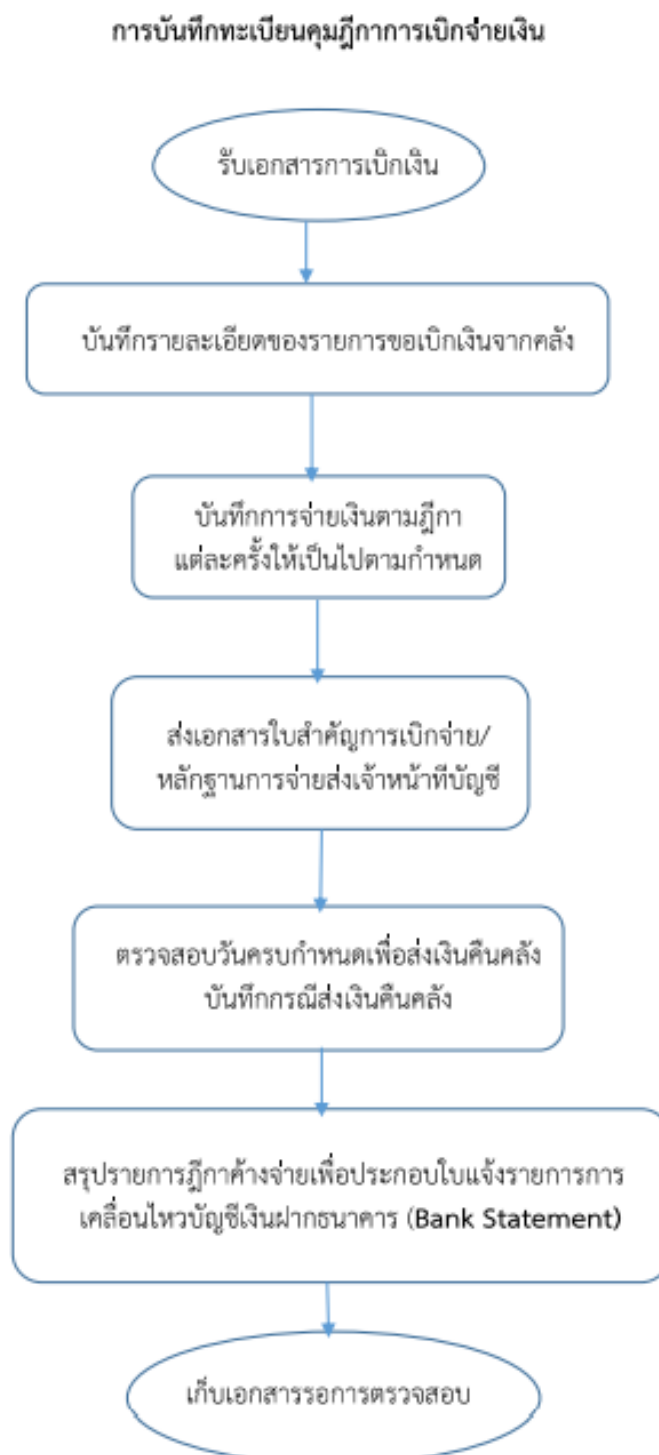 การบันทึกทะเบียนคุมฎีกาการเบิกจ่ายเงิน
รับเอกสารการเบิกเงิน
บันทึกรายละเอียดของรายการขอเบิกเงินจากคลัง
บันทึกการจ่ายเงินตามฎีกา
แต่ละครั้งให้เป็นไปตามกำหนด
ส่งเอกสารใบสำคัญการเบิกจ่าย/
หลักฐานการจ่ายส่งเจ้าหน้าที่บัญชี
ตรวจสอบวันครบกำหนดเพื่อส่งเงินคืนคลัง
บันทึกกรณีส่งเงินคืนคลัง
สรุปรายการฎีกาค้างจ่ายเพื่อประกอบใบแจ้งรายการการ
เคลื่อนไหวบัญชีเงินฝากธนาคาร (Bank Statement)
เก็บเอกสารรอการตรวจสอบ